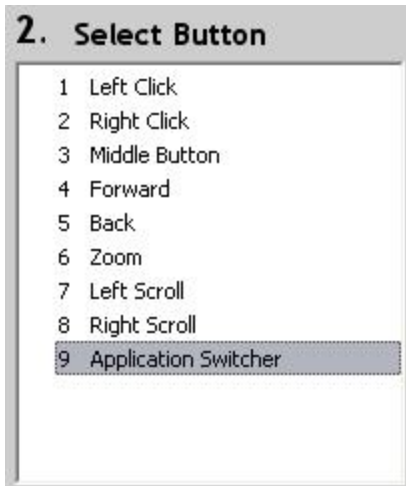 2. Select Button
1 Left Click
2 Right Click
3 Middle Button
4 Forward
5 Back
6 Zoom
7 Left Scroll
8 Right Scroll
9 Application Switcher